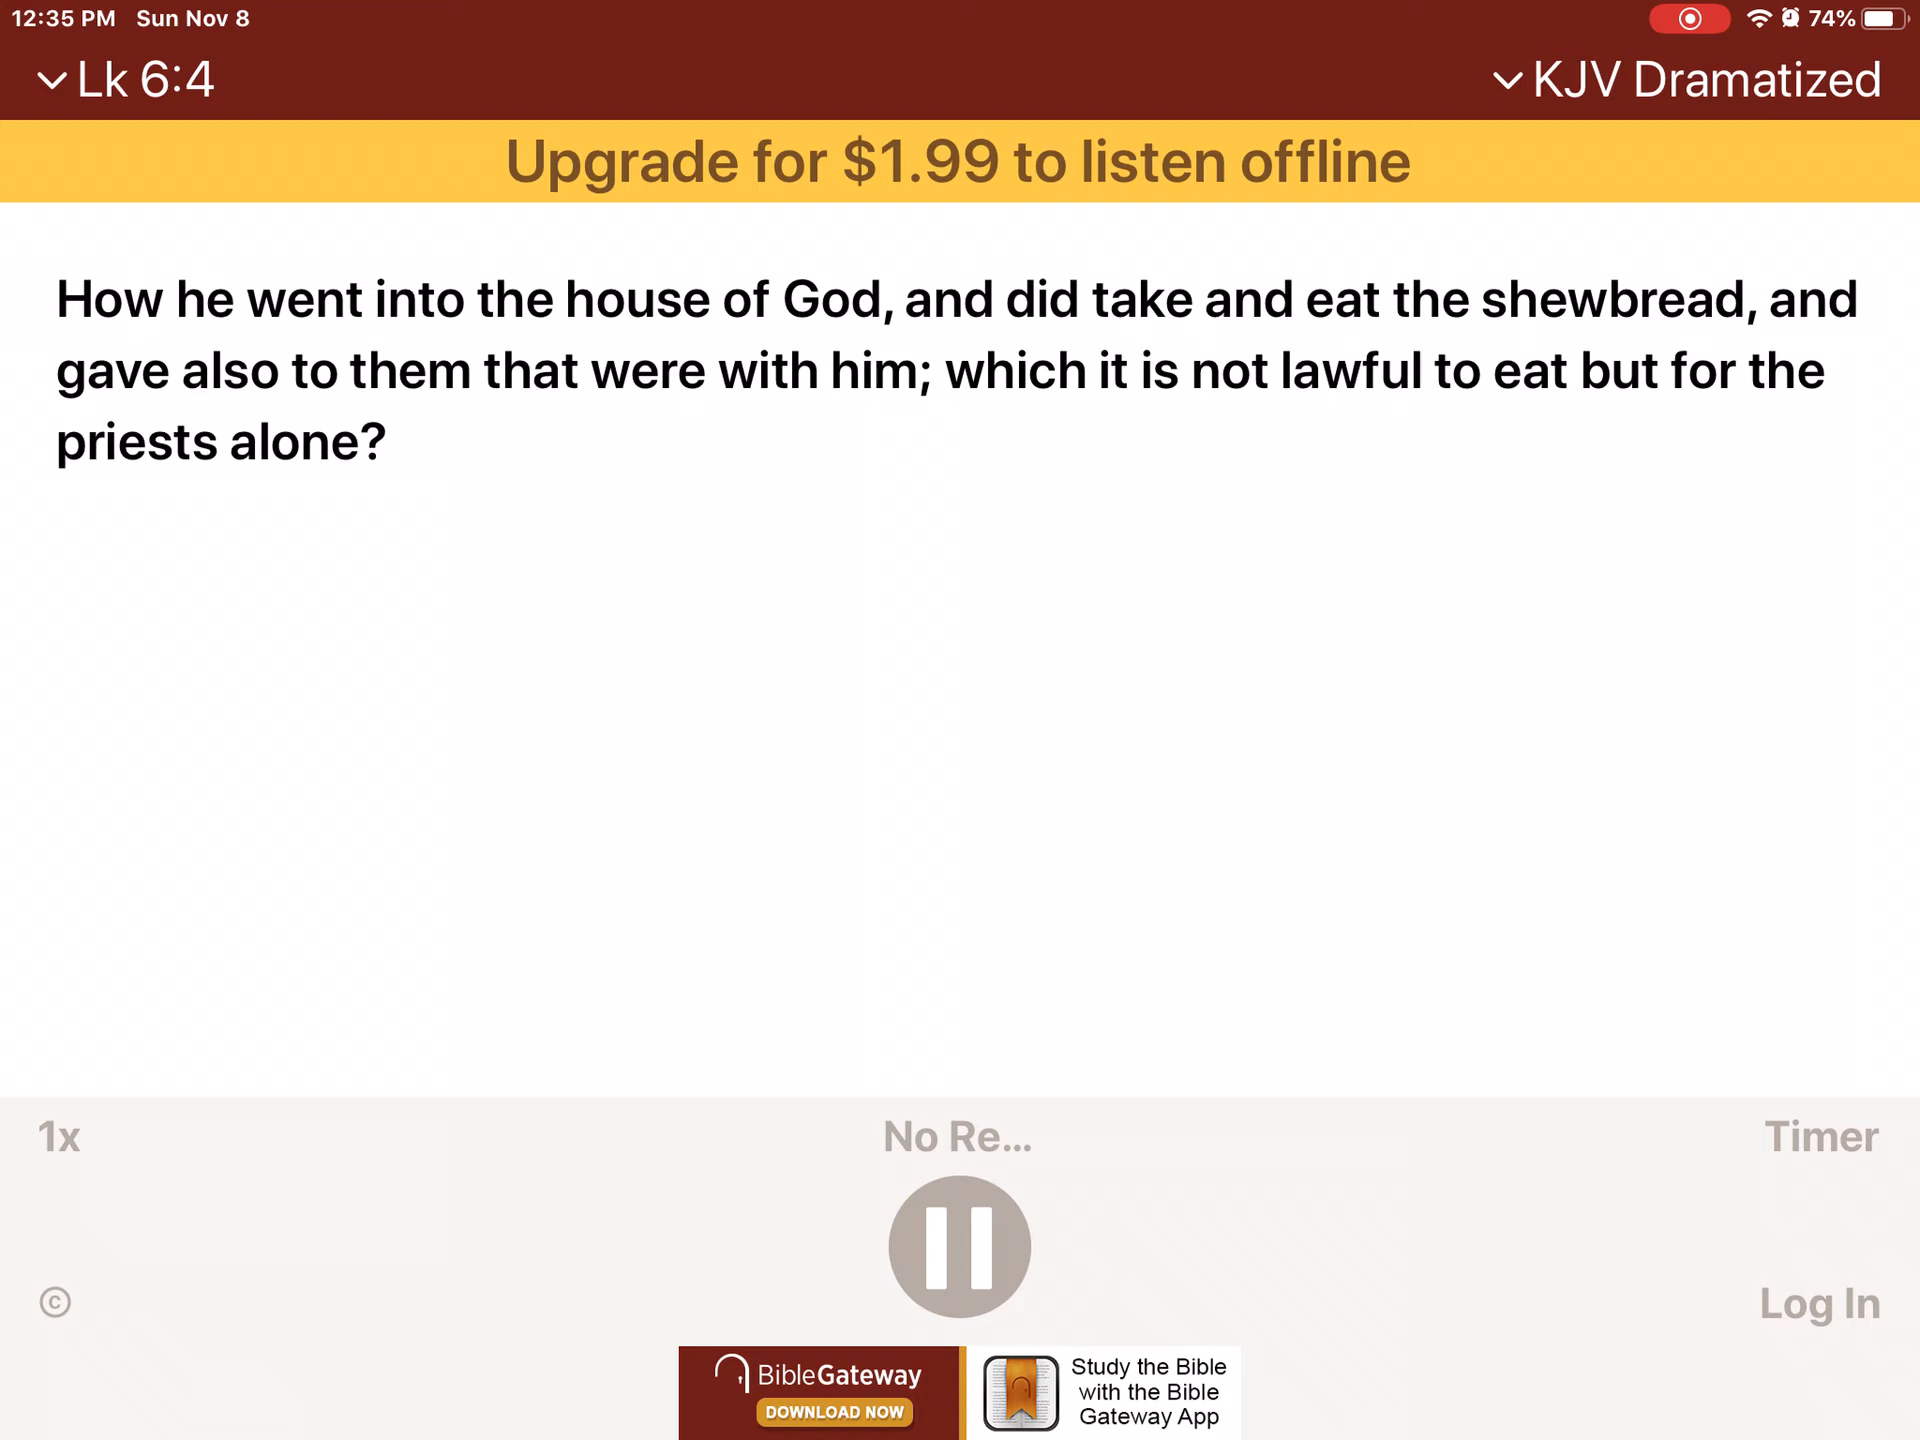 12:35 PM Sun Nov 8 74%
Lk 6:4 KJV Dramatized
Upgrade for $1.99 to listen offline
How he went into the house of God, and did take and eat the shewbread, and
gave also to them that were with him; which it is not lawful to eat but for the
priests alone?
1x No Re... Timer
© Log In
BibleGateway
DOWNLOAD NOW
Study the Bible
with the Bible
Gateway App